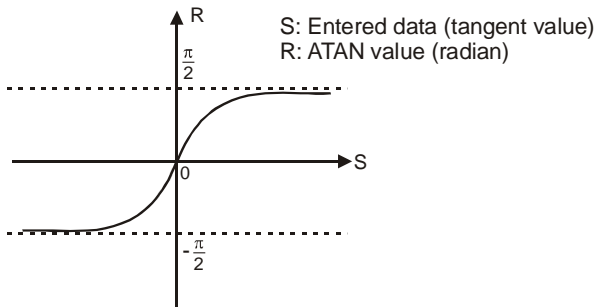 R
S: Entered data (tangent value)
R: ATAN value (radian)
π
2
S
0
-π
2